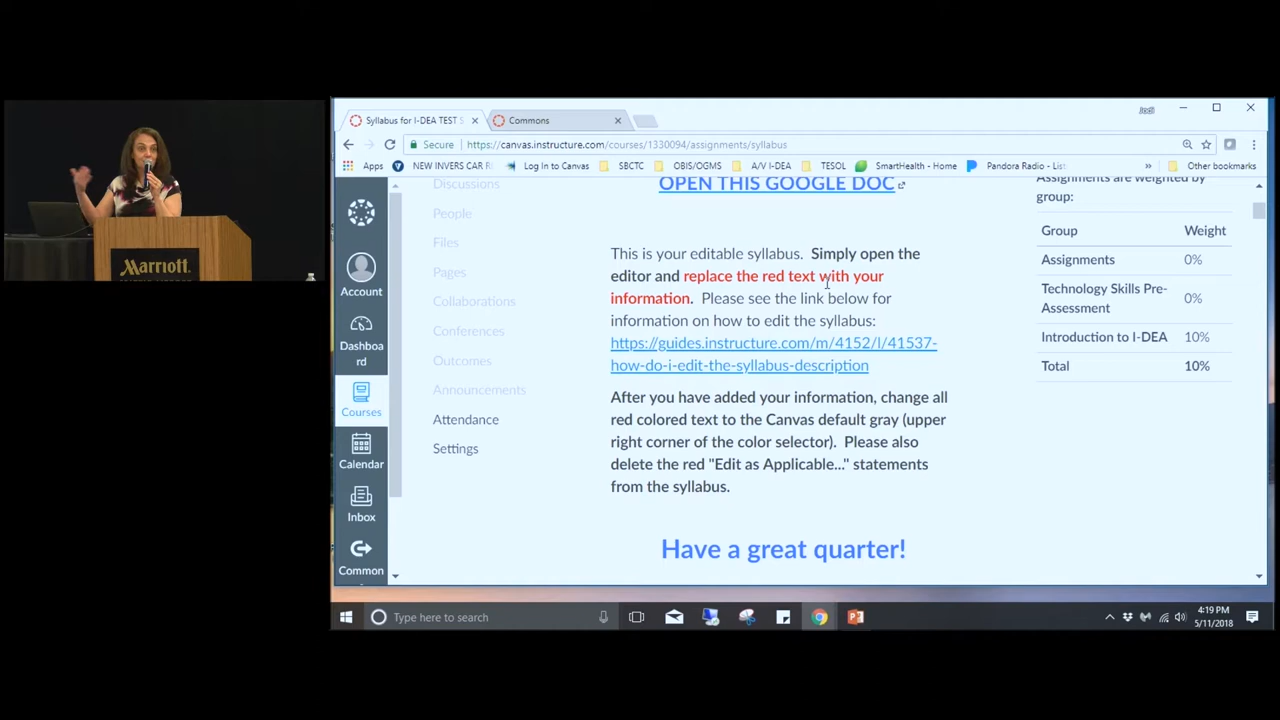 Marriott
Syllabus for I-DEA TEST S
Commons
Secure
https://canvas.instructure.com/courses/1330094/assignments/syllabus
Apps
NEW INVERS CAR RI
Log In to Canvas
SBCTC
OBIS/OGMS
A/V I-DEA
TESOL
SmartHealth - Home
Pandora Radio - List
»
Other bookmarks
Account
Dashboa
rd
Courses
Calendar
Inbox
Common
Discussions
People
Files
Pages
Collaborations
Conferences
Outcomes
Announcements
Attendance
Settings
OPEN THIS GOOGLE DOC
This is your editable syllabus. Simply open the
editor and replace the red text with your
information. Please see the link below for
information on how to edit the syllabus:
https://guides.instructure.com/m/4152/l/41537-
how-do-i-edit-the-syllabus-description
After you have added your information, change all
red colored text to the Canvas default gray (upper
right corner of the color selector). Please also
delete the red "Edit as Applicable..." statements
from the syllabus.
Have a great quarter!
Assignments are weighted by
group:
Group Weight
Assignments 0%
Technology Skills Pre-
Assessment 0%
Introduction to I-DEA 10%
Total 10%
Type here to search
4:19 PM
5/11/2018